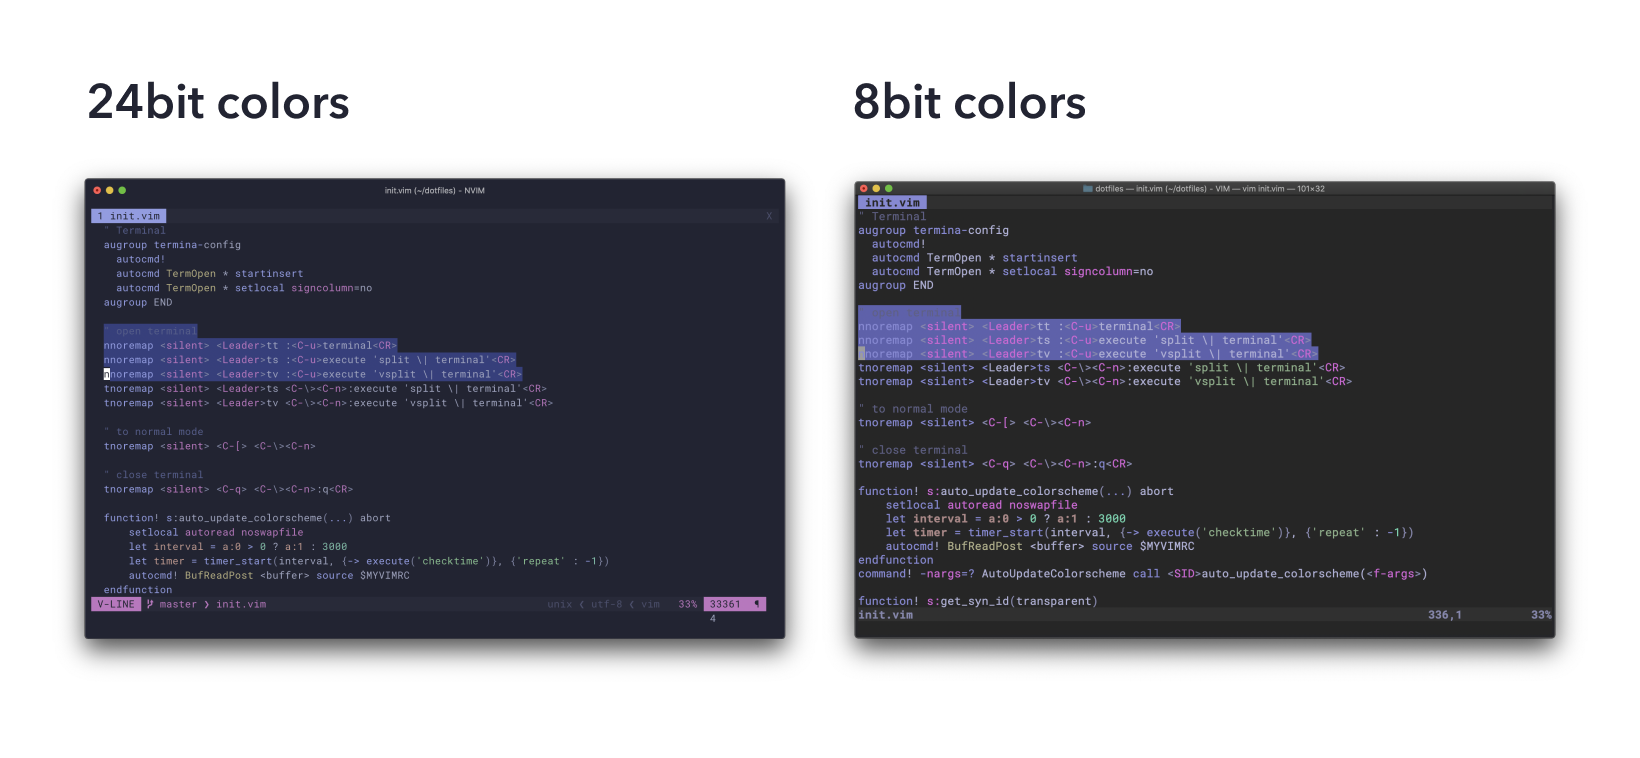 24bit colors
init.vim (~/dotfiles) - NVIM
1 init.vim X
" Terminal
augroup termina-config
autocmd!
autocmd TermOpen * startinsert
autocmd TermOpen * setlocal signcolumn=no
augroup END
" open terminal
nnoremap <silent> <Leader>tt :<C-u>terminal<CR>
nnoremap <silent> <Leader>ts :<C-u>execute 'split \| terminal'<CR>
nnoremap <silent> <Leader>tv :<C-u>execute 'vsplit \| terminal'<CR>
tnoremap <silent> <Leader>ts <C-\><C-n>:execute 'split \| terminal'<CR>
tnoremap <silent> <Leader>tv <C-\><C-n>:execute 'vsplit \| terminal'<CR>
" to normal mode
tnoremap <silent> <C-[> <C-\><C-n>
" close terminal
tnoremap <silent> <C-q> <C-\><C-n>:q<CR>
function! s:auto_update_colorscheme(...) abort
setlocal autoread noswapfile
let interval = a:0 > 0 ? a:1 : 3000
let timer = timer_start(interval, {-> execute('checktime')}, {'repeat' : -1})
autocmd! BufReadPost <buffer> source $MYVIMRC
endfunction
V-LINE master ❯ init.vim unix ❮ utf-8 ❮ vim 33% 33361 ¶
4
8bit colors
dotfiles — init.vim (~/dotfiles) - VIM — vim init.vim — 101×32
init.vim
" Terminal
augroup termina-config
autocmd!
autocmd TermOpen * startinsert
autocmd TermOpen * setlocal signcolumn=no
augroup END
nnoremap <silent> <Leader>tt :<C-u>terminal<CR>
nnoremap <silent> <Leader>ts :<C-u>execute 'split \| terminal'<CR>
nnoremap <silent> <Leader>tv :<C-u>execute 'vsplit \| terminal'<CR>
tnoremap <silent> <Leader>ts <C-\><C-n>:execute 'split \| terminal'<CR>
tnoremap <silent> <Leader>tv <C-\><C-n>:execute 'vsplit \| terminal'<CR>
" to normal mode
tnoremap <silent> <C-[> <C-\><C-n>
" close terminal
tnoremap <silent> <C-q> <C-\><C-n>:q<CR>
function! s:auto_update_colorscheme(...) abort
setlocal autoread noswapfile
let interval = a:0 > 0 ? a:1 : 3000
let timer = timer_start(interval, {-> execute('checktime')}, {'repeat' : -1})
autocmd! BufReadPost <buffer> source $MYVIMRC
endfunction
command! -nargs=? AutoUpdateColorscheme call <SID>auto_update_colorscheme(<f-args>)
function! s:get_syn_id(transparent)
init.vim 336,1 33%